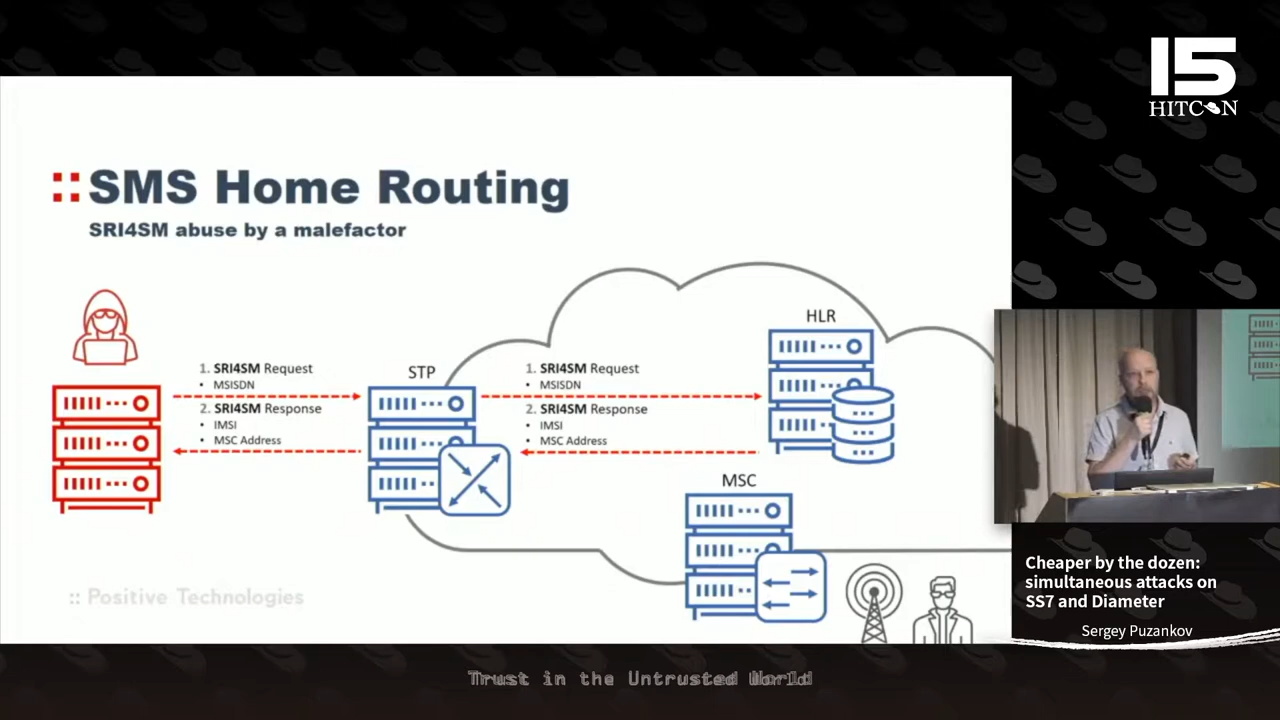 15
HITCON
SMS Home Routing
SRI4SM abuse by a malefactor
HLR
STP
1. SRI4SM Request
• MSISDN
2. SRI4SM Response
• IMSI
• MSC Address
1. SRI4SM Request
• MSISDN
2. SRI4SM Response
• IMSI
• MSC Address
MSC
:: Positive Technologies
Cheaper by the dozen:
simultaneous attacks on
SS7 and Diameter
Sergey Puzankov
Trust in the Untrusted World